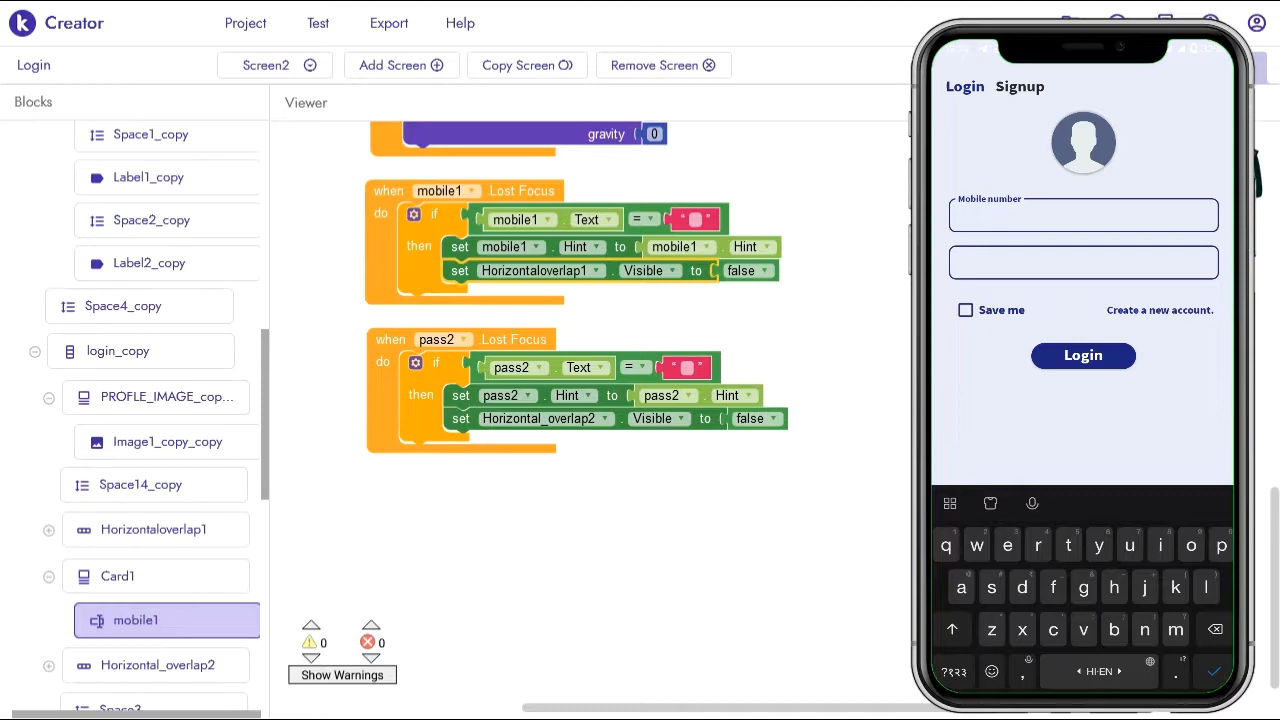 Creator
Project
Test
Export
Help
Login
Screen2
Add Screen
Copy Screen
Remove Screen
Blocks
Viewer
Space1_copy
Label1_copy
Space2_copy
Label2_copy
Space4_copy
login_copy
PROFLE_IMAGE_cop...
Image1_copy_copy
Space14_copy
Horizontaloverlap1
Card1
mobile1
Horizontal_overlap2
Space3
gravity 0
when mobile1 .Lost Focus
do if mobile1 . Text = " "
then set mobile1 . Hint to mobile1 . Hint
set Horizontaloverlap1 . Visible to false
when pass2 .Lost Focus
do if pass2 . Text = " "
then set pass2 . Hint to pass2 . Hint
set Horizontal_overlap2 . Visible to false
0 0
Show Warnings
Login Signup
Mobile number
Save me
Create a new account.
Login
q w e r t y u i o p
a s d f g h j k l
z x c v b n m
?१२३ , HI·EN .